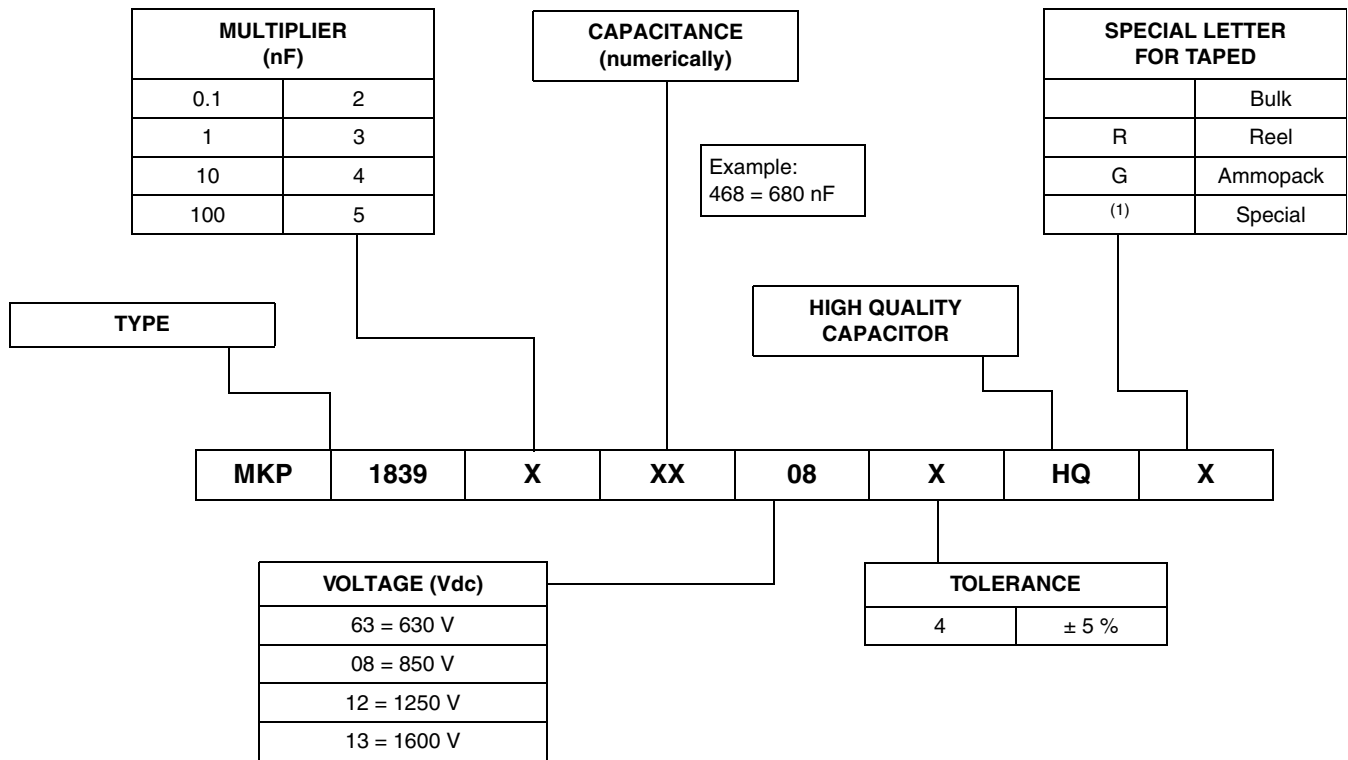 MULTIPLIER
(nF)
0.1 2
1 3
10 4
100 5
CAPACITANCE
(numerically)
Example:
468 = 680 nF
SPECIAL LETTER
FOR TAPED
Bulk
R Reel
G Ammopack
(1) Special
TYPE
HIGH QUALITY
CAPACITOR
MKP 1839 X XX 08 X HQ X
VOLTAGE (Vdc)
63 = 630 V
08 = 850 V
12 = 1250 V
13 = 1600 V
TOLERANCE
4 ± 5 %